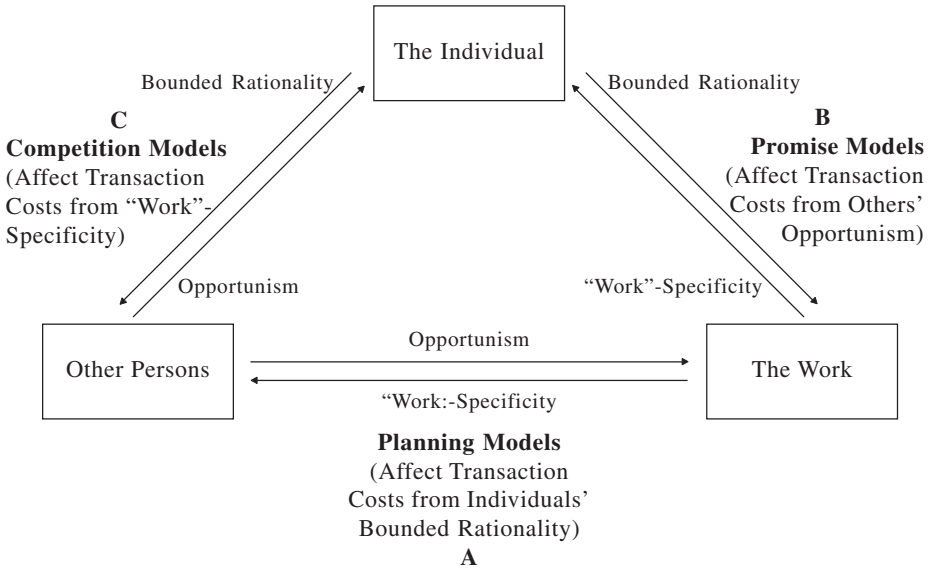 The Individual
Bounded Rationality
Bounded Rationality
C
Competition Models
(Affect Transaction
Costs from “Work”-
Specificity)
B
Promise Models
(Affect Transaction
Costs from Others’
Opportunism)
Opportunism
“Work”-Specificity
Other Persons
Opportunism
The Work
“Work:-Specificity
Planning Models
(Affect Transaction
Costs from Individuals’
Bounded Rationality)
A